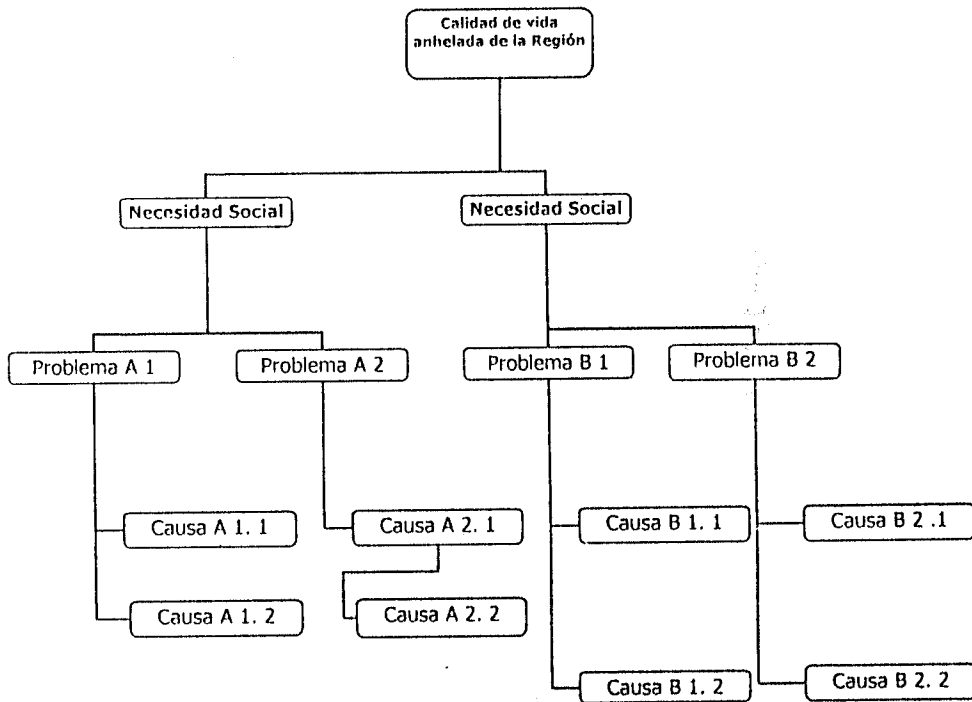 Calidad de vida
anhelada de la Región
Necesidad Social
Necesidad Social
Problema A 1
Problema A 2
Problema B 1
Problema B 2
Causa A 1. 1
Causa A 2. 1
Causa B 1. 1
Causa B 2 .1
Causa A 1. 2
Causa A 2. 2
Causa B 1. 2
Causa B 2. 2